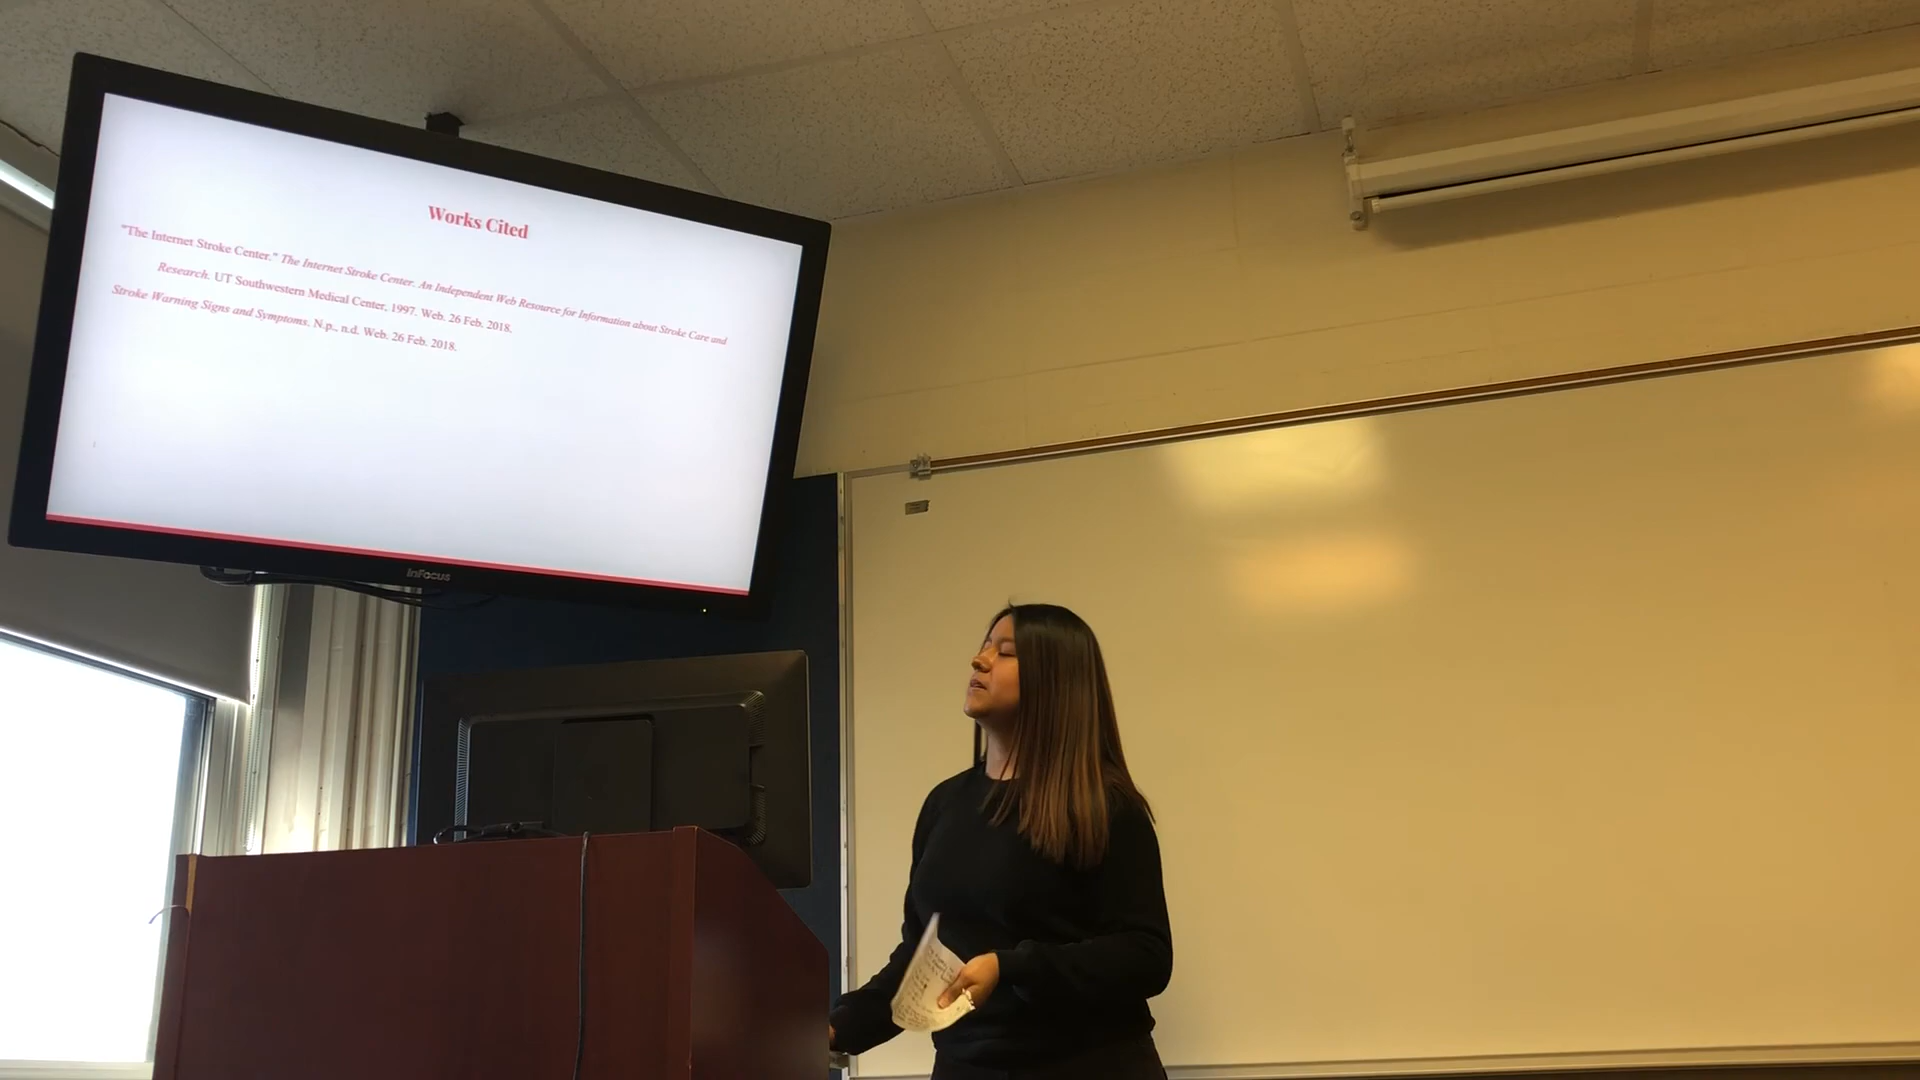 Works Cited
"The Internet Stroke Center." The Internet Stroke Center. An Independent Web Resource for Information about Stroke Care and
Research. UT Southwestern Medical Center, 1997. Web. 26 Feb. 2018.
Stroke Warning Signs and Symptoms. N.p., n.d. Web. 26 Feb. 2018.
InFocus